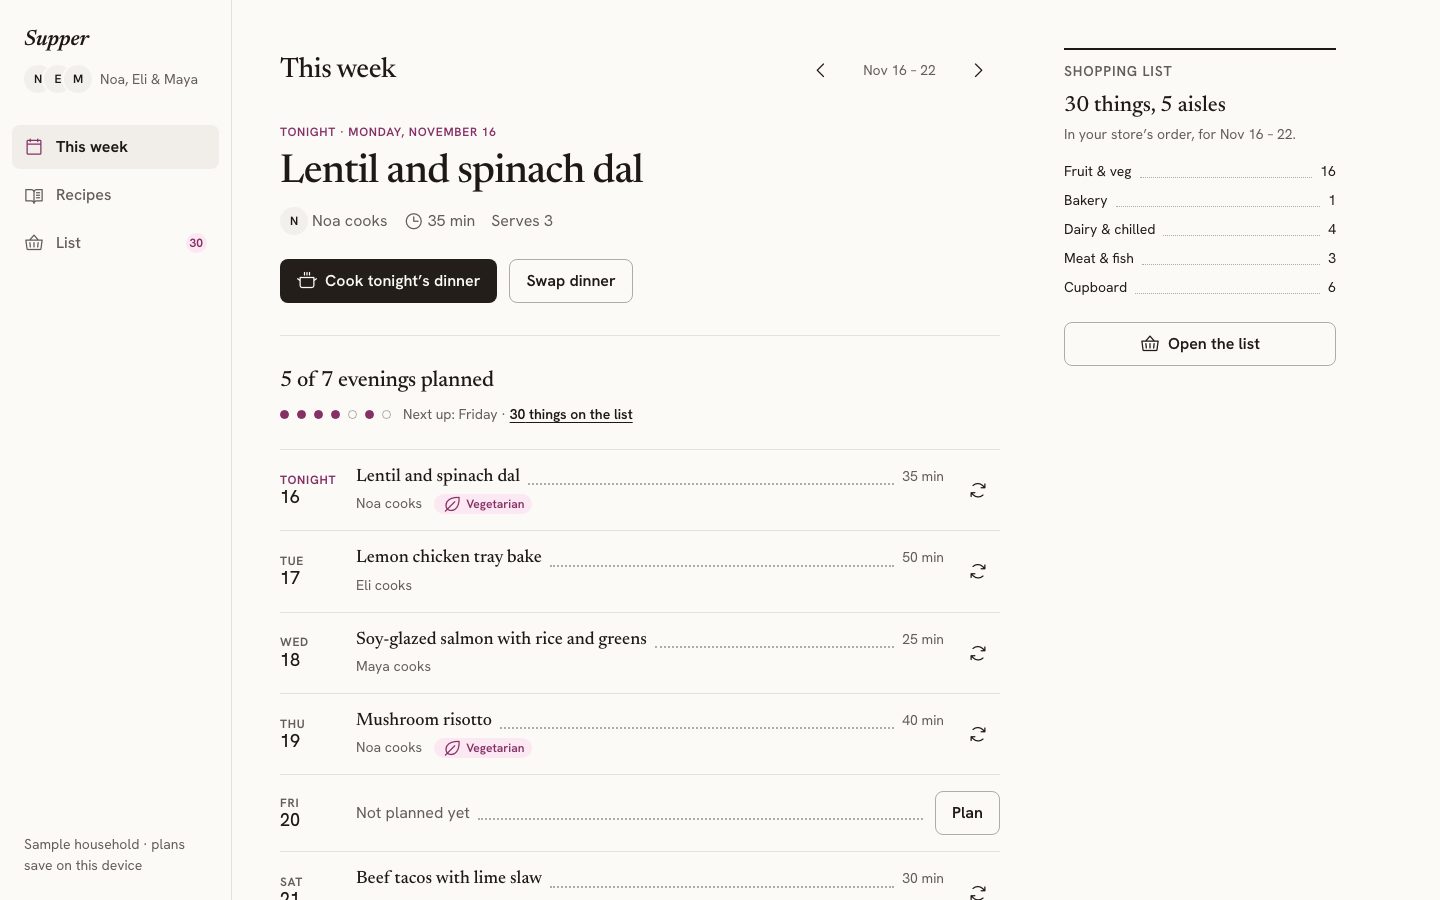 Supper
N E M Noa, Eli & Maya
This week
Recipes
List 30
Sample household · plans
save on this device
This week
Nov 16 – 22
TONIGHT · MONDAY, NOVEMBER 16
Lentil and spinach dal
N Noa cooks 35 min Serves 3
Cook tonight’s dinner
Swap dinner
5 of 7 evenings planned
Next up: Friday · 30 things on the list
TONIGHT
16
Lentil and spinach dal 35 min
Noa cooks Vegetarian
TUE
17
Lemon chicken tray bake 50 min
Eli cooks
WED
18
Soy-glazed salmon with rice and greens 25 min
Maya cooks
THU
19
Mushroom risotto 40 min
Noa cooks Vegetarian
FRI
20
Not planned yet
Plan
SAT
21
Beef tacos with lime slaw 30 min
SHOPPING LIST
30 things, 5 aisles
In your store’s order, for Nov 16 – 22.
Fruit & veg 16
Bakery 1
Dairy & chilled 4
Meat & fish 3
Cupboard 6
Open the list